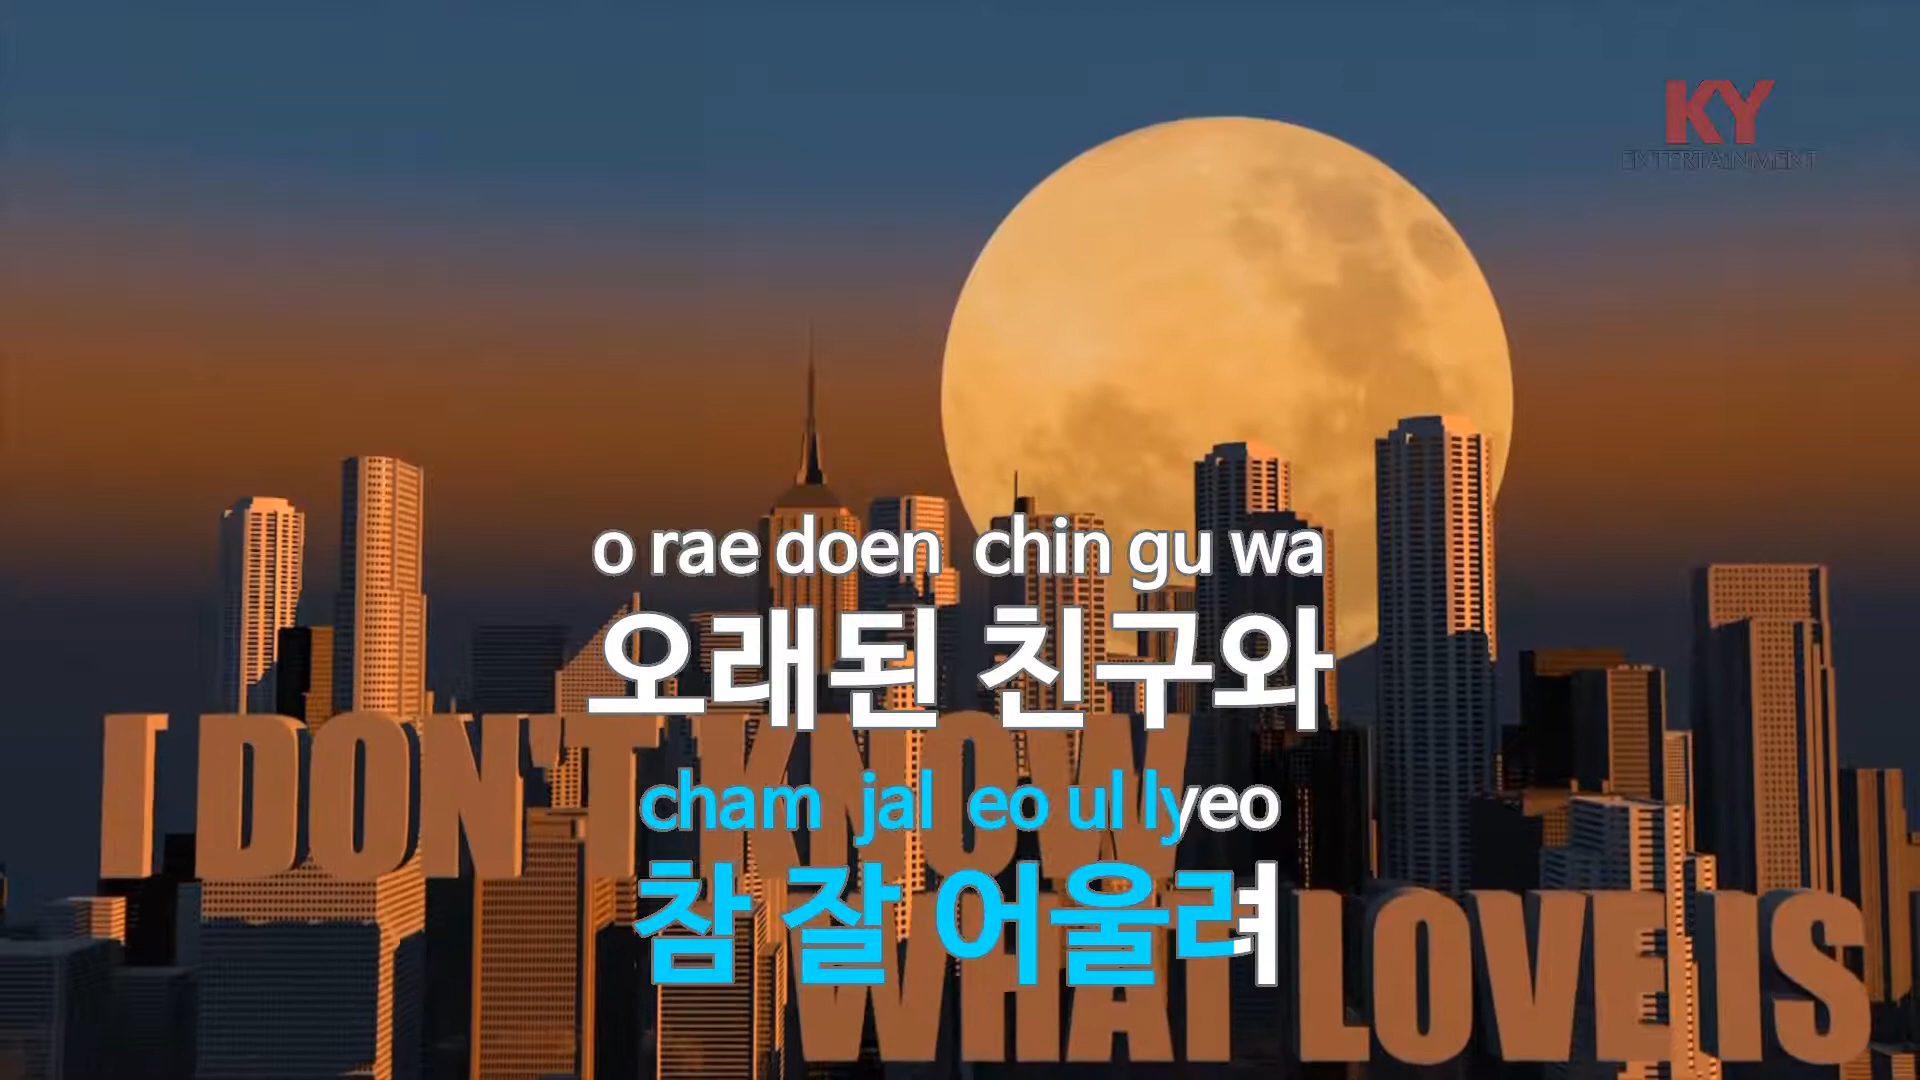 KY
ENTERTAINMENT
o rae doen chin gu wa
오래된 친구와
I DON'T KNOW
cham jal eo ul lyeo
참 잘 어울려
WHAT LOVE IS